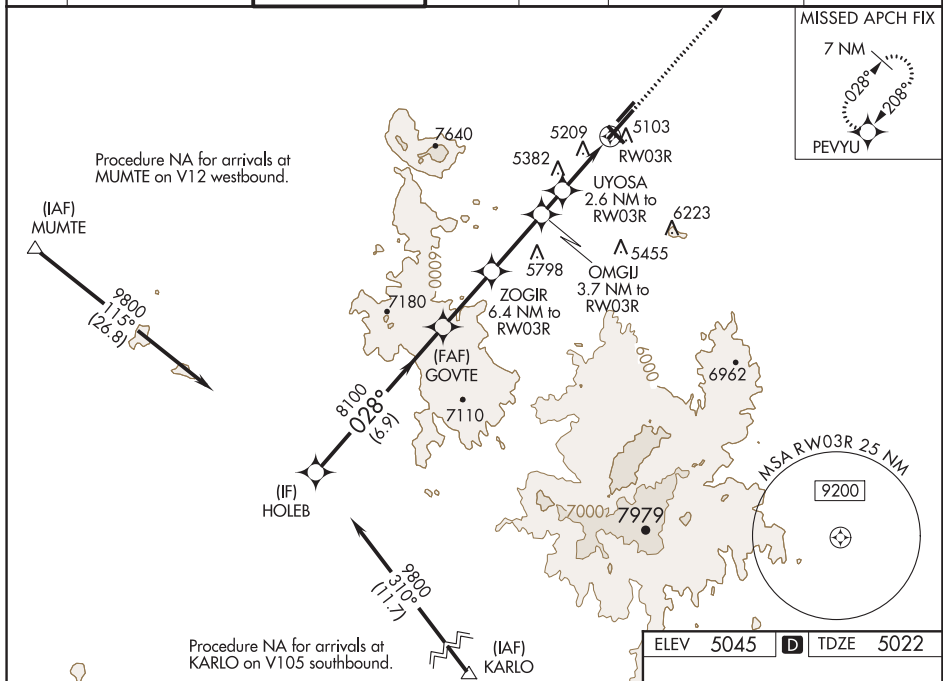 MISSED APCH FIX
7 NM
028°
208°
PEVYU
7640
5209
5103
RW03R
5382
Procedure NA for arrivals at
MUMTE on V12 westbound.
UYOSA
2.6 NM to
RW03R
(IAF)
MUMTE
6223
6000
5798
5455
OMGIJ
3.7 NM to
RW03R
ZOGIR
6.4 NM to
RW03R
9800
115°
(26.8)
7180
6000
(FAF)
GOVTE
6962
8100
028°
(6.9)
7110
MSA RW03R 25 NM
9200
(IF)
HOLEB
7000
7979
9800
310°
(11.7)
Procedure NA for arrivals at
KARLO on V105 southbound.
(IAF)
KARLO
ELEV 5045 D TDZE 5022